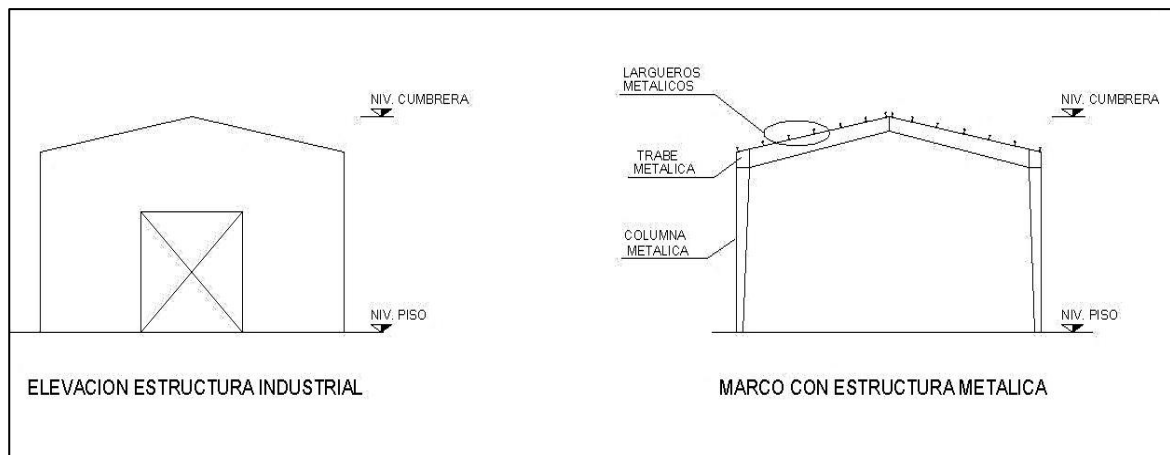 NIV. CUMBRERA
NIV. PISO
ELEVACION ESTRUCTURA INDUSTRIAL
LARGUEROS
METALICOS
NIV. CUMBRERA
TRABE
METALICA
COLUMNA
METALICA
NIV. PISO
MARCO CON ESTRUCTURA METALICA